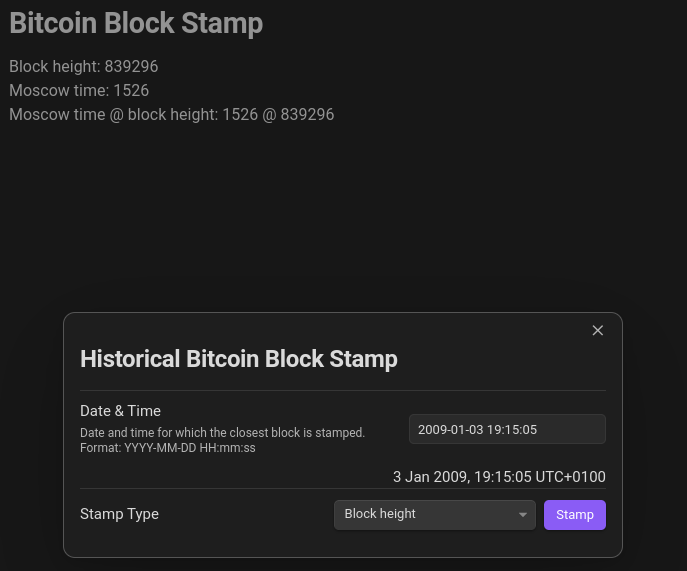 Bitcoin Block Stamp
Block height: 839296
Moscow time: 1526
Moscow time @ block height: 1526 @ 839296
Historical Bitcoin Block Stamp
Date & Time
Date and time for which the closest block is stamped.
Format: YYYY-MM-DD HH:mm:ss
2009-01-03 19:15:05
3 Jan 2009, 19:15:05 UTC+0100
Stamp Type
Block height
Stamp